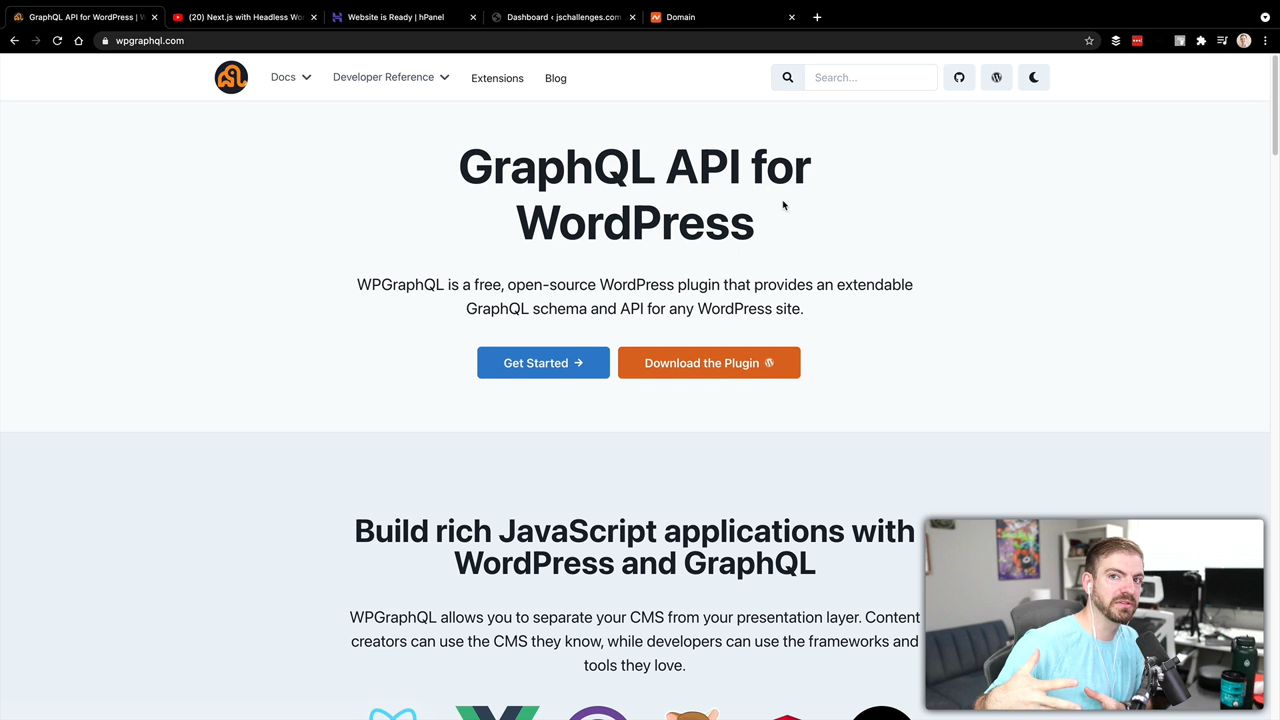 GraphQL API for WordPress | W
(20) Next.js with Headless Wor
Website is Ready | hPanel
Dashboard ‹ jschallenges.com
Domain
wpgraphql.com
Docs
Developer Reference
Extensions
Blog
Search...
GraphQL API for
WordPress
WPGraphQL is a free, open-source WordPress plugin that provides an extendable
GraphQL schema and API for any WordPress site.
Get Started
Download the Plugin
Build rich JavaScript applications with
WordPress and GraphQL
WPGraphQL allows you to separate your CMS from your presentation layer. Content
creators can use the CMS they know, while developers can use the frameworks and
tools they love.